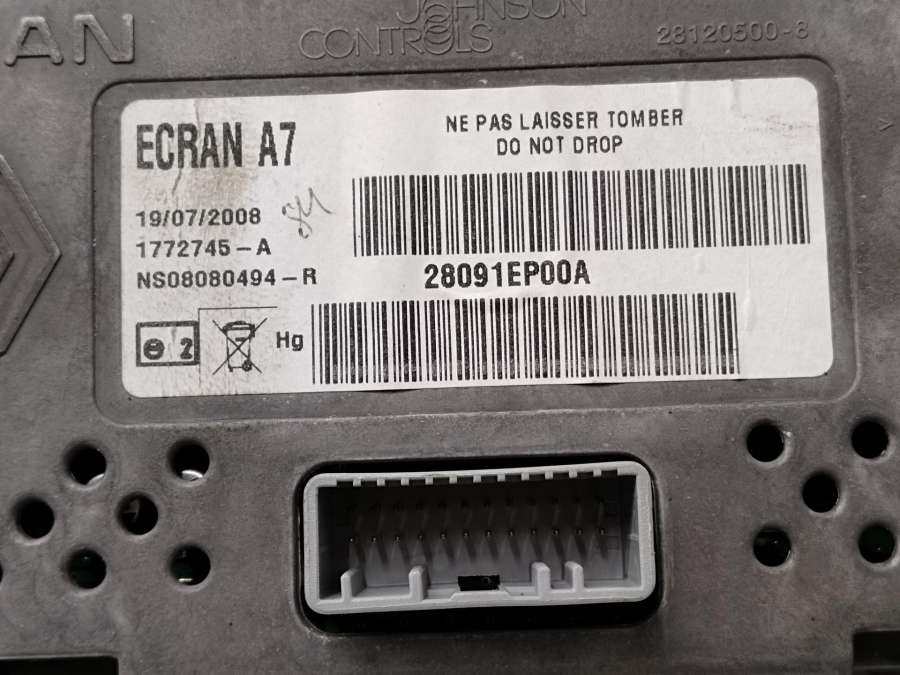 AN
JOHNSON
CONTROLS
28120500-8
ECRAN A7
NE PAS LAISSER TOMBER
DO NOT DROP
19/07/2008
1772745-A
NS08080494-R
28091EP00A
2
Hg